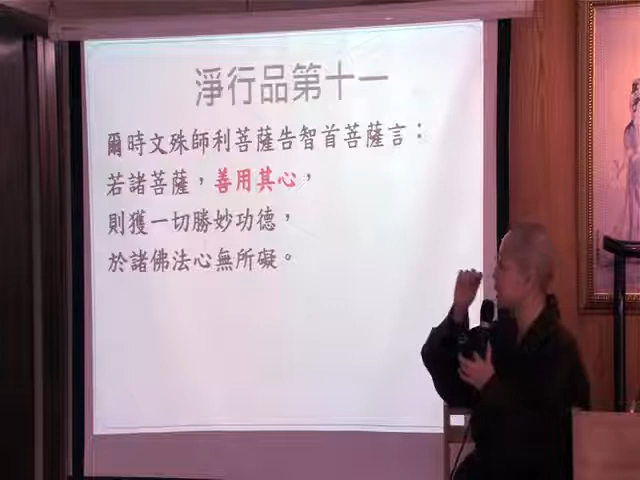 淨行品第十一
爾時文殊師利菩薩告智首菩薩言：
若諸菩薩，善用其心，
則獲一切勝妙功德，
於諸佛法心無所礙。